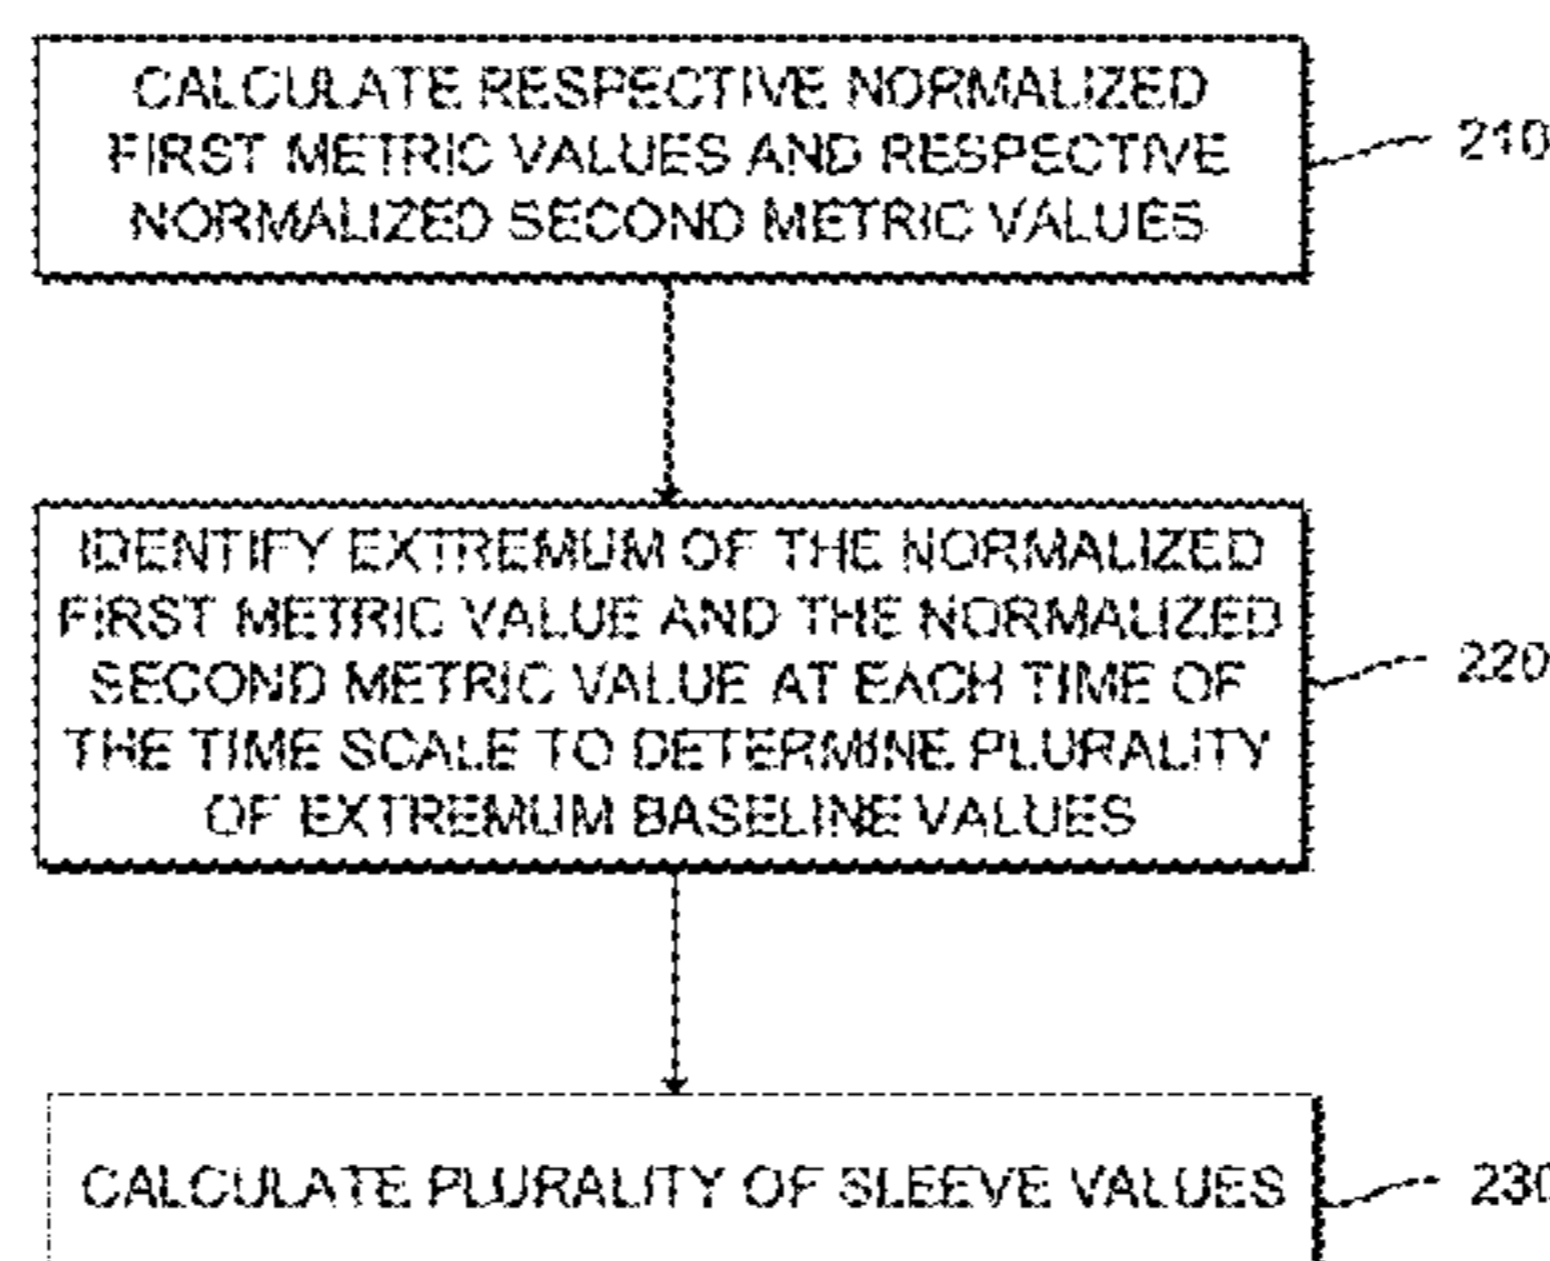 CALCULATE RESPECTIVE NORMALIZED
FIRST METRIC VALUES AND RESPECTIVE
NORMALIZED SECOND METRIC VALUES
210
IDENTIFY EXTREMUM OF THE NORMALIZED
FIRST METRIC VALUE AND THE NORMALIZED
SECOND METRIC VALUE AT EACH TIME OF
THE TIME SCALE TO DETERMINE PLURALITY
OF EXTREMUM BASELINE VALUES
220
CALCULATE PLURALITY OF SLEEVE VALUES
230